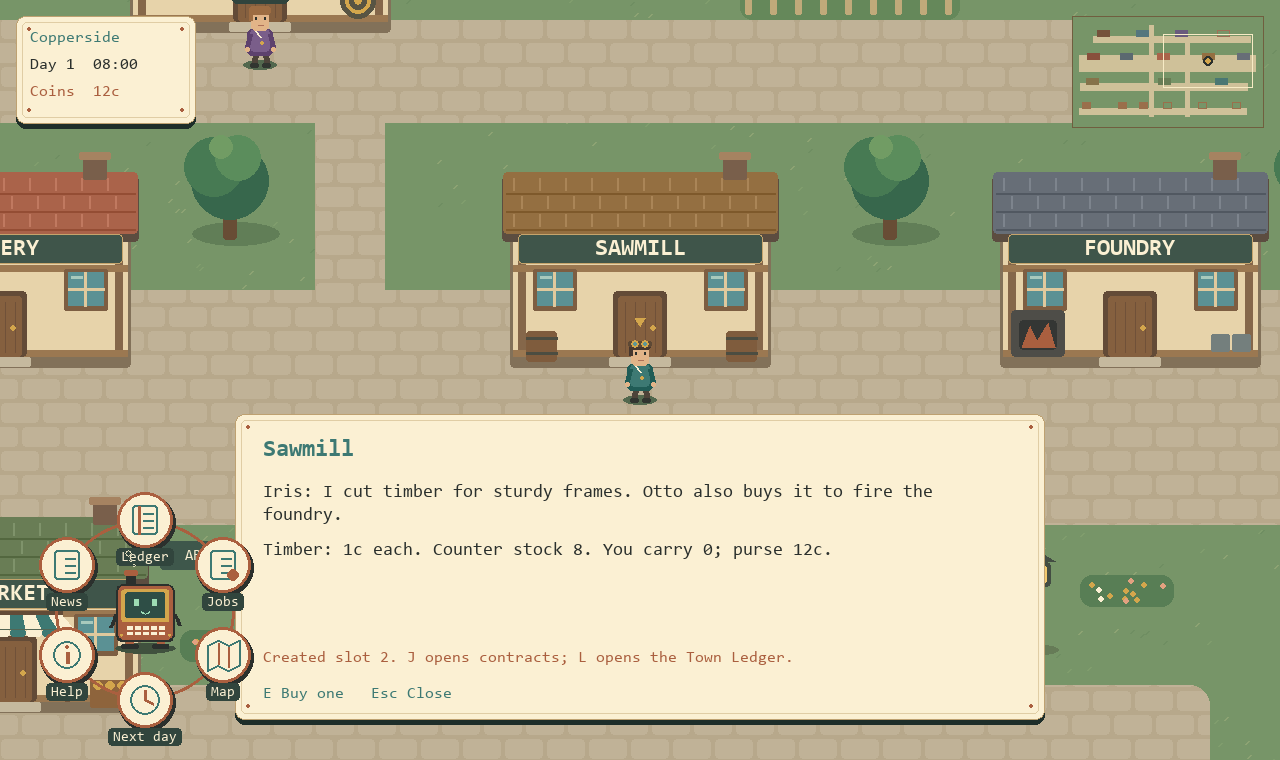 Copperside
Day 1 08:00
Coins 12c
ERY
SAWMILL
FOUNDRY
Sawmill
Iris: I cut timber for sturdy frames. Otto also buys it to fire the
foundry.
Timber: 1c each. Counter stock 8. You carry 0; purse 12c.
Created slot 2. J opens contracts; L opens the Town Ledger.
E Buy one Esc Close
Ledger
AB
News
Jobs
RKET
Help
Map
Next day